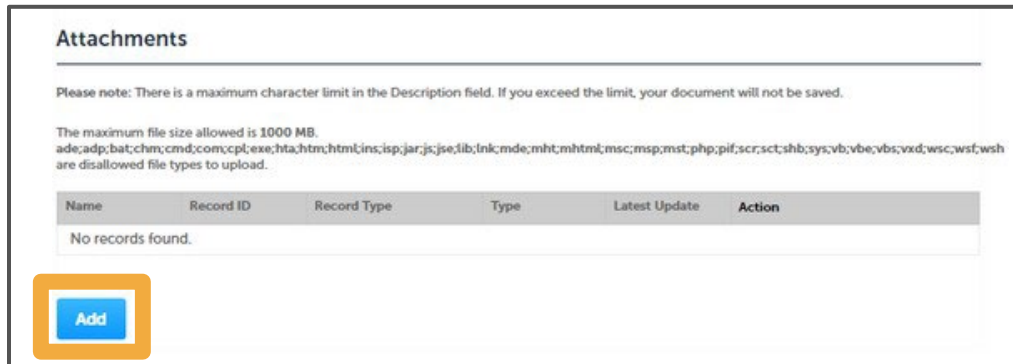 Attachments
Please note: There is a maximum character limit in the Description field. If you exceed the limit, your document will not be saved.
The maximum file size allowed is 1000 MB.
ade;adp;bat;chm;cmd;com;cpl;exe;hta;htm;html;ins;isp;jar;js;jse;lib;lnk;mde;mht;mhtml;msc;msp;mst;php;pif;scr;sct;shb;sys;vb;vbe;vbs;vxd;wsc;wsf;wsh
are disallowed file types to upload.
Name Record ID Record Type Type Latest Update Action
No records found.
Add